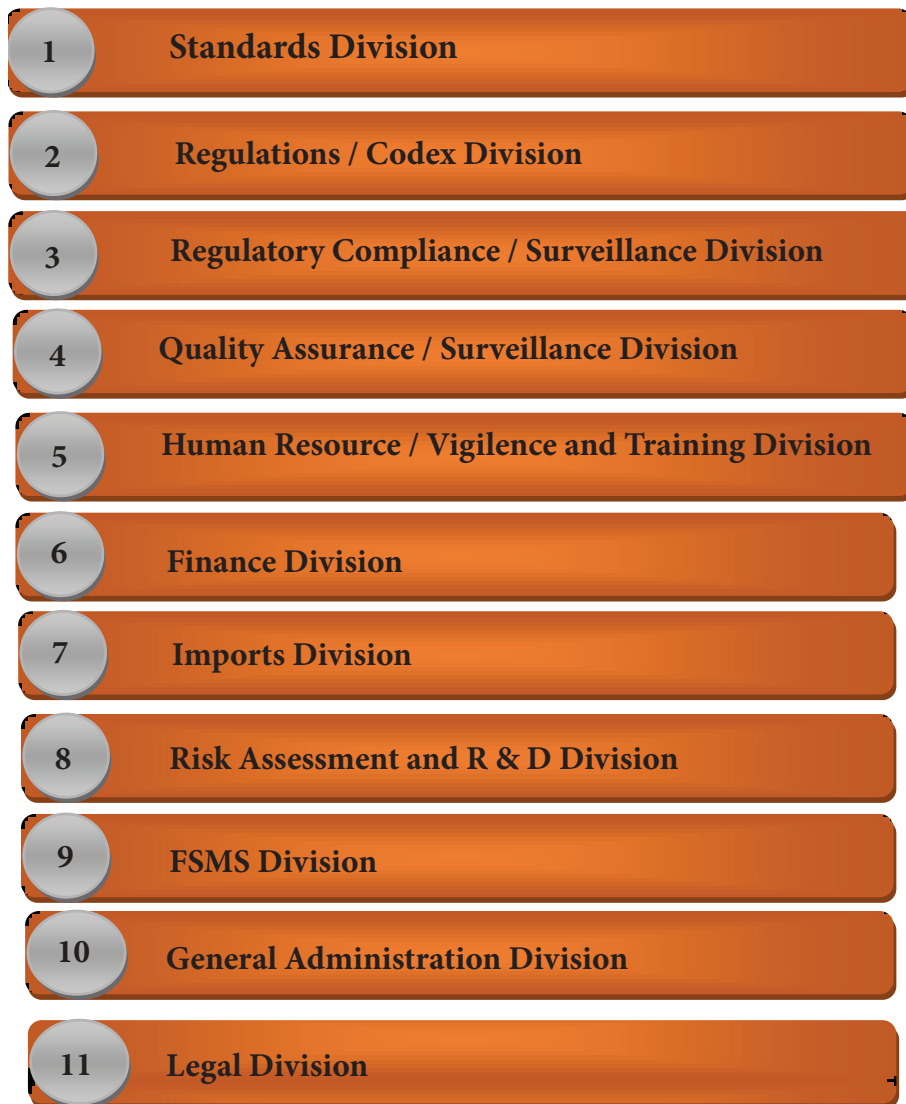 1 Standards Division
2 Regulations / Codex Division
3 Regulatory Compliance / Surveillance Division
4 Quality Assurance / Surveillance Division
5 Human Resource / Vigilence and Training Division
6 Finance Division
7 Imports Division
8 Risk Assessment and R & D Division
9 FSMS Division
10 General Administration Division
11 Legal Division